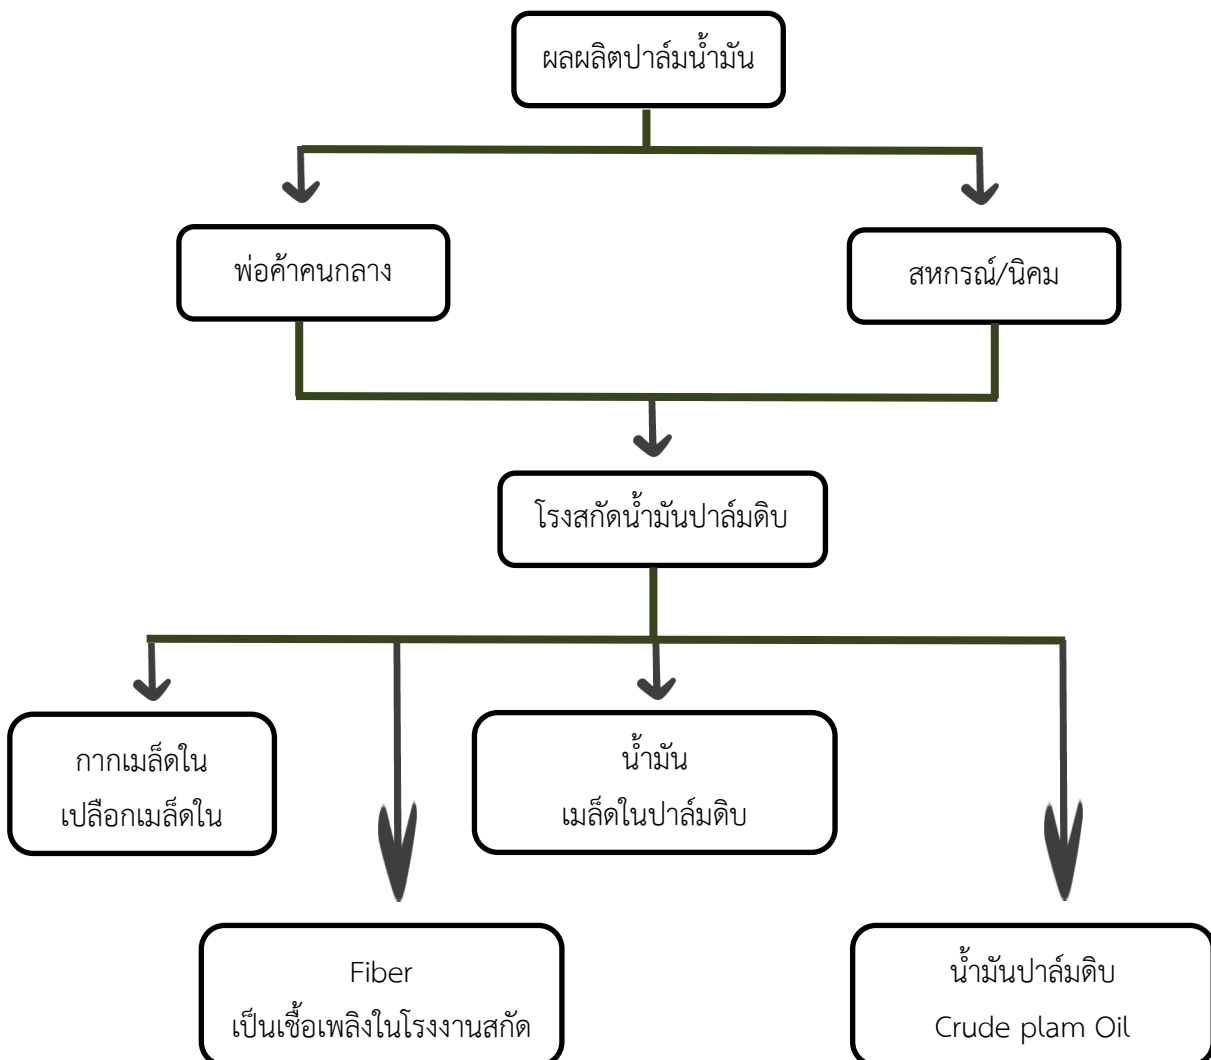 ผลผลิตปาล์มน้ำมัน
พ่อค้าคนกลาง
สหกรณ์/นิคม
โรงสกัดน้ำมันปาล์มดิบ
กากเมล็ดใน
เปลือกเมล็ดใน
น้ำมัน
เมล็ดในปาล์มดิบ
Fiber
เป็นเชื้อเพลิงในโรงงานสกัด
น้ำมันปาล์มดิบ
Crude plam Oil